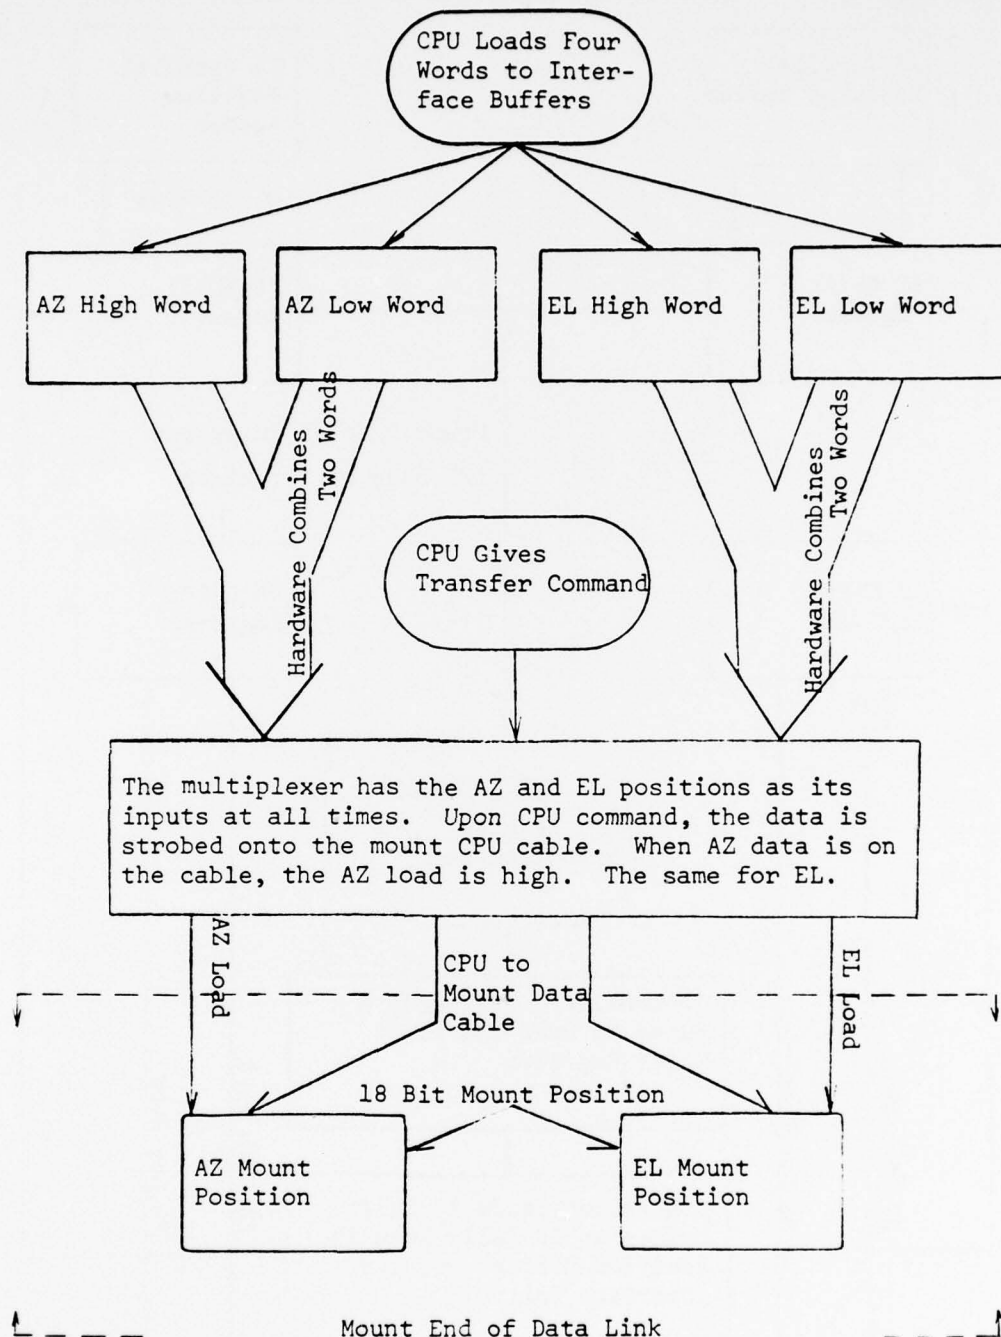 CPU Loads Four
Words to Inter-
face Buffers
AZ High Word
AZ Low Word
EL High Word
EL Low Word
Hardware Combines
Two Words
Hardware Combines
Two Words
CPU Gives
Transfer Command
The multiplexer has the AZ and EL positions as its
inputs at all times. Upon CPU command, the data is
strobed onto the mount CPU cable. When AZ data is on
the cable, the AZ load is high. The same for EL.
AZ Load
CPU to
Mount Data
Cable
EL Load
18 Bit Mount Position
AZ Mount
Position
EL Mount
Position
Mount End of Data Link